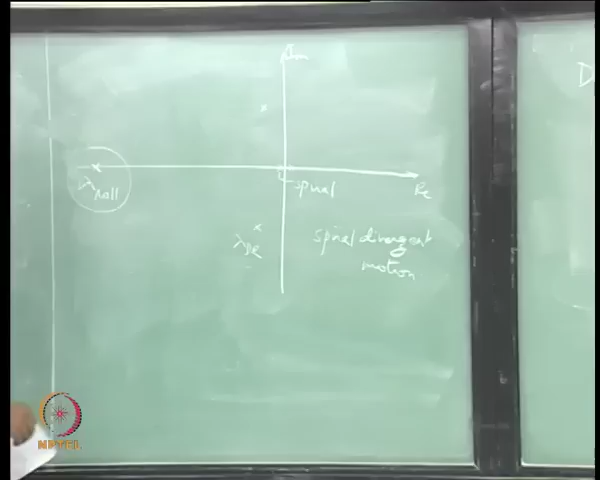 Im
D
λroll
spiral
Re
λDR
spiral divergent
motion
NPTEL